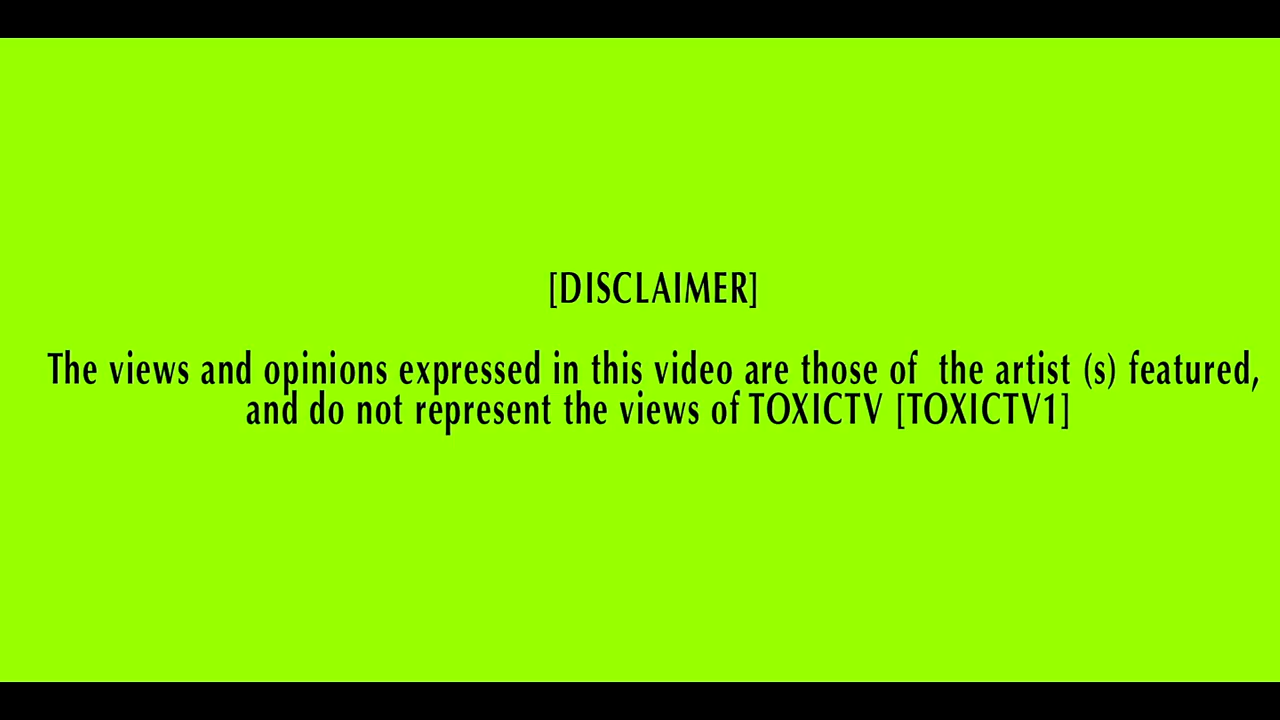 [DISCLAIMER]
The views and opinions expressed in this video are those of  the artist (s) featured,
and do not represent the views of TOXICTV [TOXICTV1]